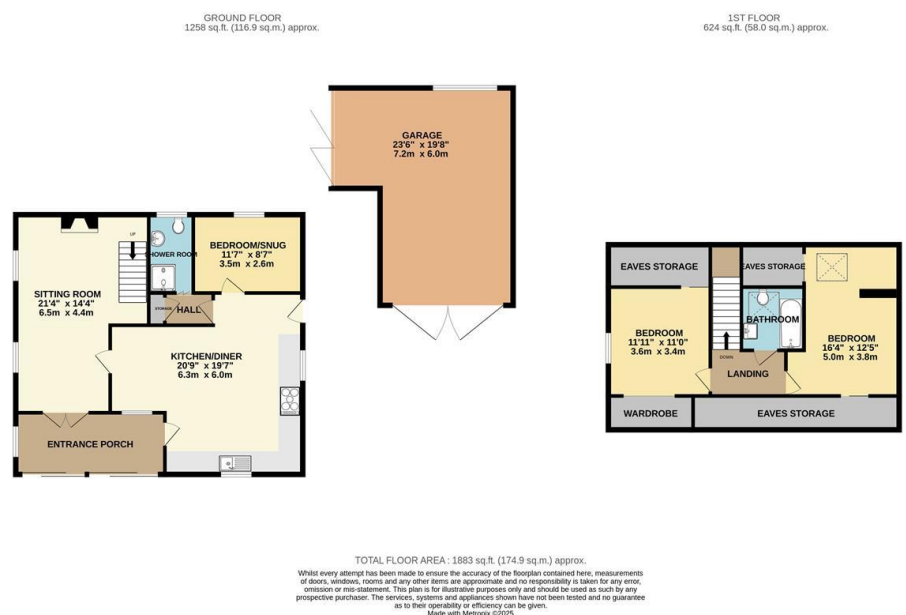 GROUND FLOOR
1258 sq.ft. (116.9 sq.m.) approx.
1ST FLOOR
624 sq.ft. (58.0 sq.m.) approx.
GARAGE
23'6" x 19'8"
7.2m x 6.0m
UP
SHOWER ROOM
BEDROOM/SNUG
11'7" x 8'7"
3.5m x 2.6m
SITTING ROOM
21'4" x 14'4"
6.5m x 4.4m
STORAGE
HALL
KITCHEN/DINER
20'9" x 19'7"
6.3m x 6.0m
ENTRANCE PORCH
EAVES STORAGE
EAVES STORAGE
BATHROOM
BEDROOM
11'11" x 11'0"
3.6m x 3.4m
BEDROOM
16'4" x 12'5"
5.0m x 3.8m
DOWN
LANDING
WARDROBE
EAVES STORAGE
TOTAL FLOOR AREA : 1883 sq.ft. (174.9 sq.m.) approx.
Whilst every attempt has been made to ensure the accuracy of the floorplan contained here, measurements
of doors, windows, rooms and any other items are approximate and no responsibility is taken for any error,
omission or mis-statement. This plan is for illustrative purposes only and should be used as such by any
prospective purchaser. The services, systems and appliances shown have not been tested and no guarantee
as to their operability or efficiency can be given.
Made with Metropix ©2025